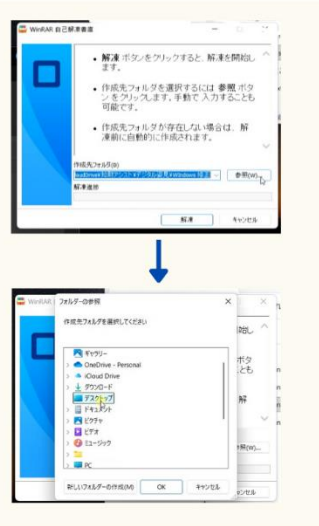 WinRAR 自己解凍書庫
• 解凍 ボタンをクリックすると、解凍を開始し
ます。
• 作成先フォルダを選択するには 参照 ボタ
ンをクリックします。手動で 入力することも
可能です。
• 作成先フォルダが存在しない場合は、解
凍前に自動的に作成されます。
作成先フォルダ(D)
参照(W)...
解凍進捗
解凍
キャンセル
WinRAR
フォルダーの参照
作成先フォルダを選択してください
ギャラリー
OneDrive - Personal
iCloud Drive
ダウンロード
デスクトップ
ドキュメント
ピクチャ
ビデオ
ミュージック
PC
新しいフォルダーの作成(M)
OK
キャンセル